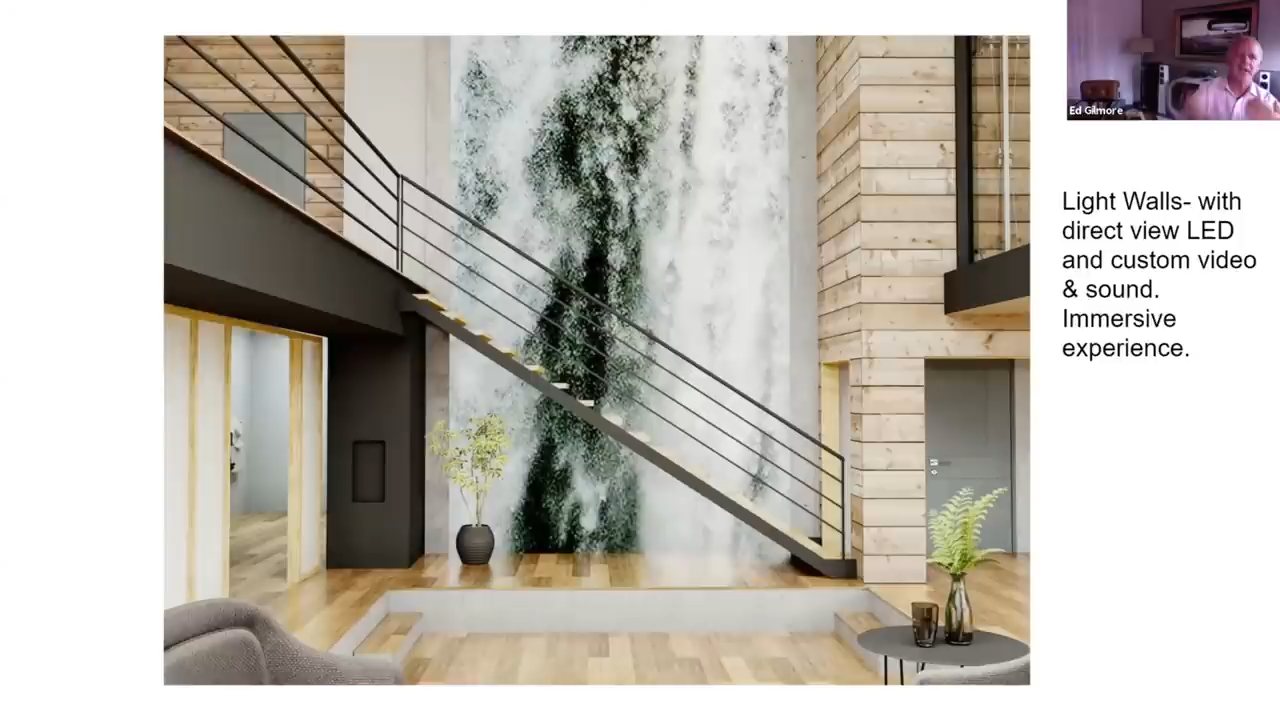 Ed Gilmore
Light Walls- with
direct view LED
and custom video
& sound.
Immersive
experience.